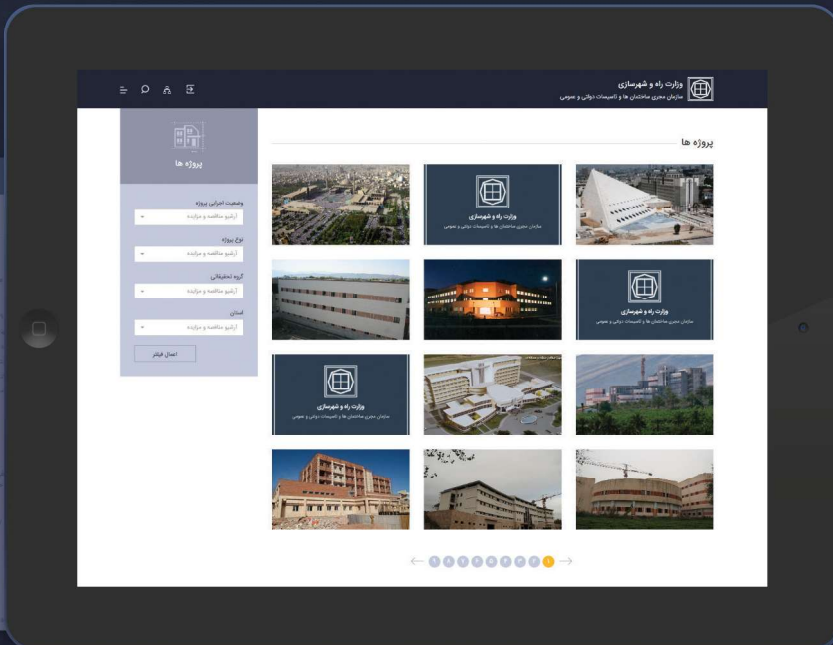 وزارت راه و شهرسازی
سازمان مجری ساختمان ها و تاسیسات دولتی و عمومی
پروژه ها
پروژه ها
وضعیت اجرایی پروژه
آرشیو مناقصه و مزایده
نوع پروژه
آرشیو مناقصه و مزایده
گروه تحقیقاتی
آرشیو مناقصه و مزایده
استان
آرشیو مناقصه و مزایده
اعمال فیلتر
وزارت راه و شهرسازی
سازمان مجری ساختمان ها و تاسیسات دولتی و عمومی
وزارت راه و شهرسازی
سازمان مجری ساختمان ها و تاسیسات دولتی و عمومی
وزارت راه و شهرسازی
سازمان مجری ساختمان ها و تاسیسات دولتی و عمومی